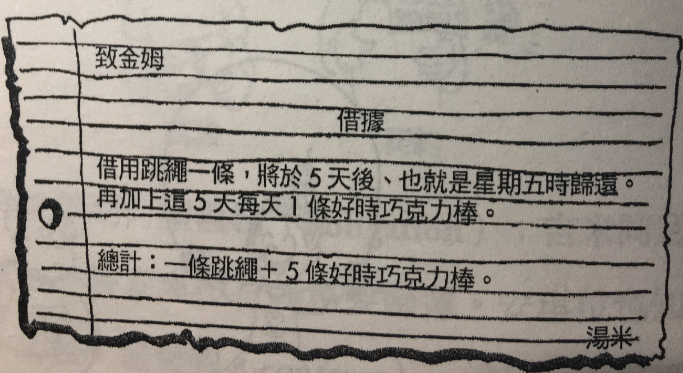 致金姆
借據
借用跳繩一條，將於5天後、也就是星期五時歸還。
再加上這5天每天1條好時巧克力棒。
總計：一條跳繩＋5條好時巧克力棒。
湯米